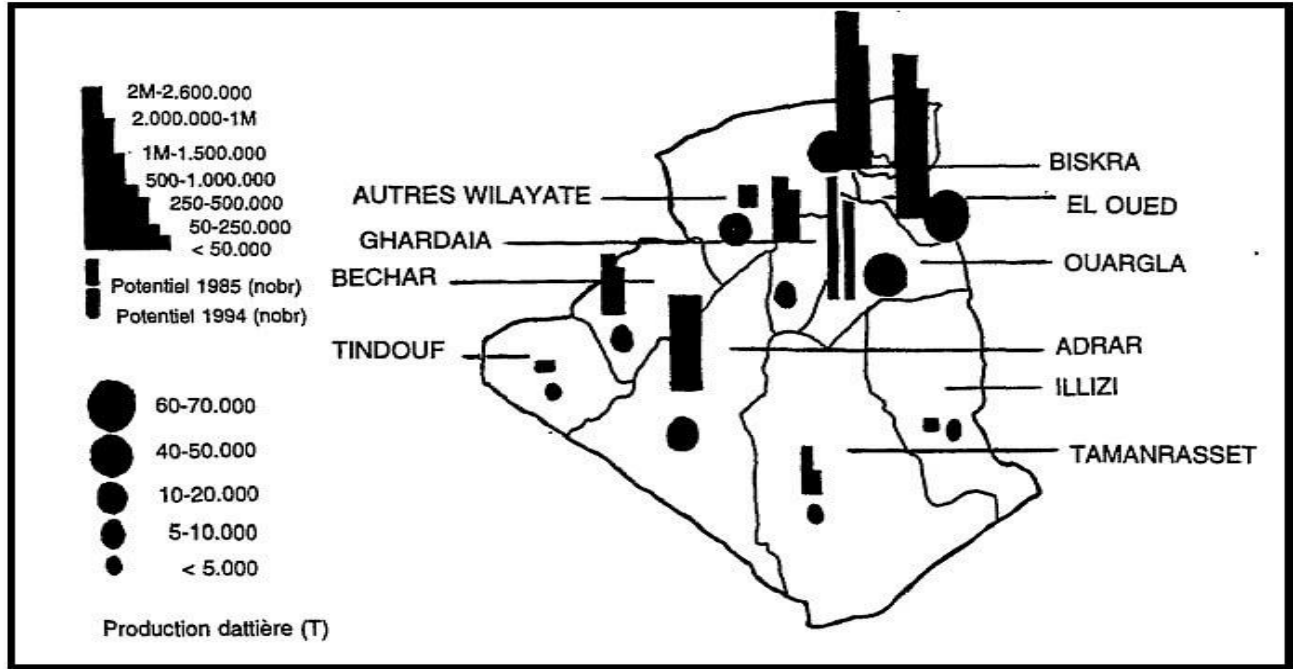 2M-2.600.000
2.000.000-1M
1M-1.500.000
500-1.000.000
250-500.000
50-250.000
< 50.000
Potentiel 1985 (nobr)
Potentiel 1994 (nobr)
60-70.000
40-50.000
10-20.000
5-10.000
< 5.000
Production dattière (T)
AUTRES WILAYATE
GHARDAIA
BECHAR
TINDOUF
BISKRA
EL OUED
OUARGLA
ADRAR
ILLIZI
TAMANRASSET